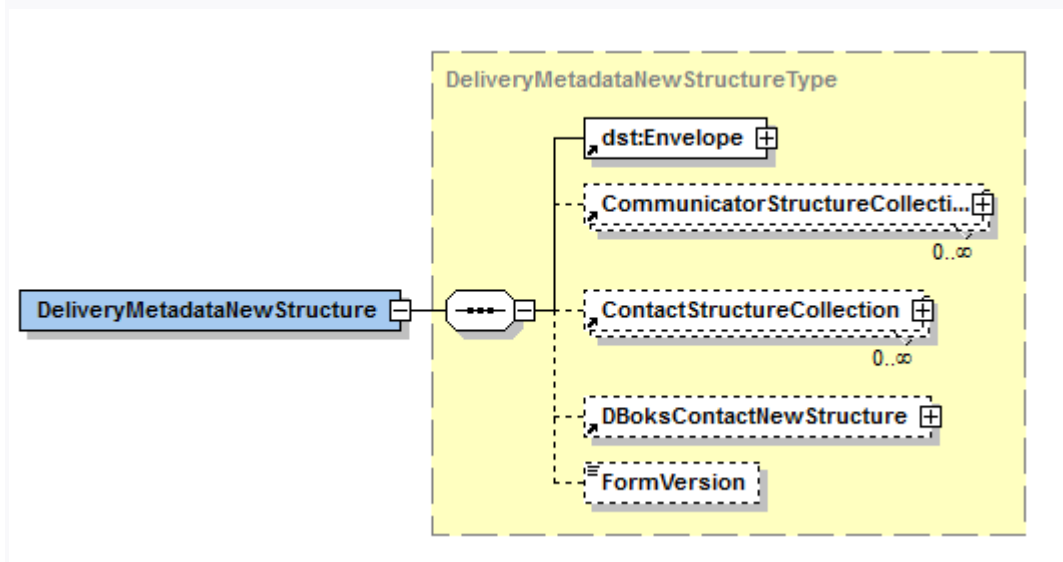 DeliveryMetadataNewStructureType
dst:Envelope
CommunicatorStructureCollecti...
0..∞
DeliveryMetadataNewStructure
ContactStructureCollection
0..∞
DBoksContactNewStructure
FormVersion